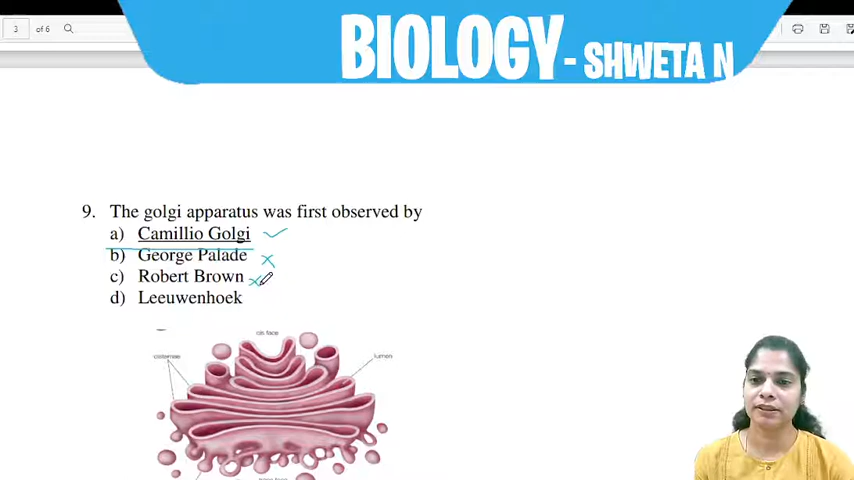 3 of 6
BIOLOGY - SHWETA N
9. The golgi apparatus was first observed by
a) Camillio Golgi
b) George Palade
c) Robert Brown
d) Leeuwenhoek
cis face
cisternae
lumen